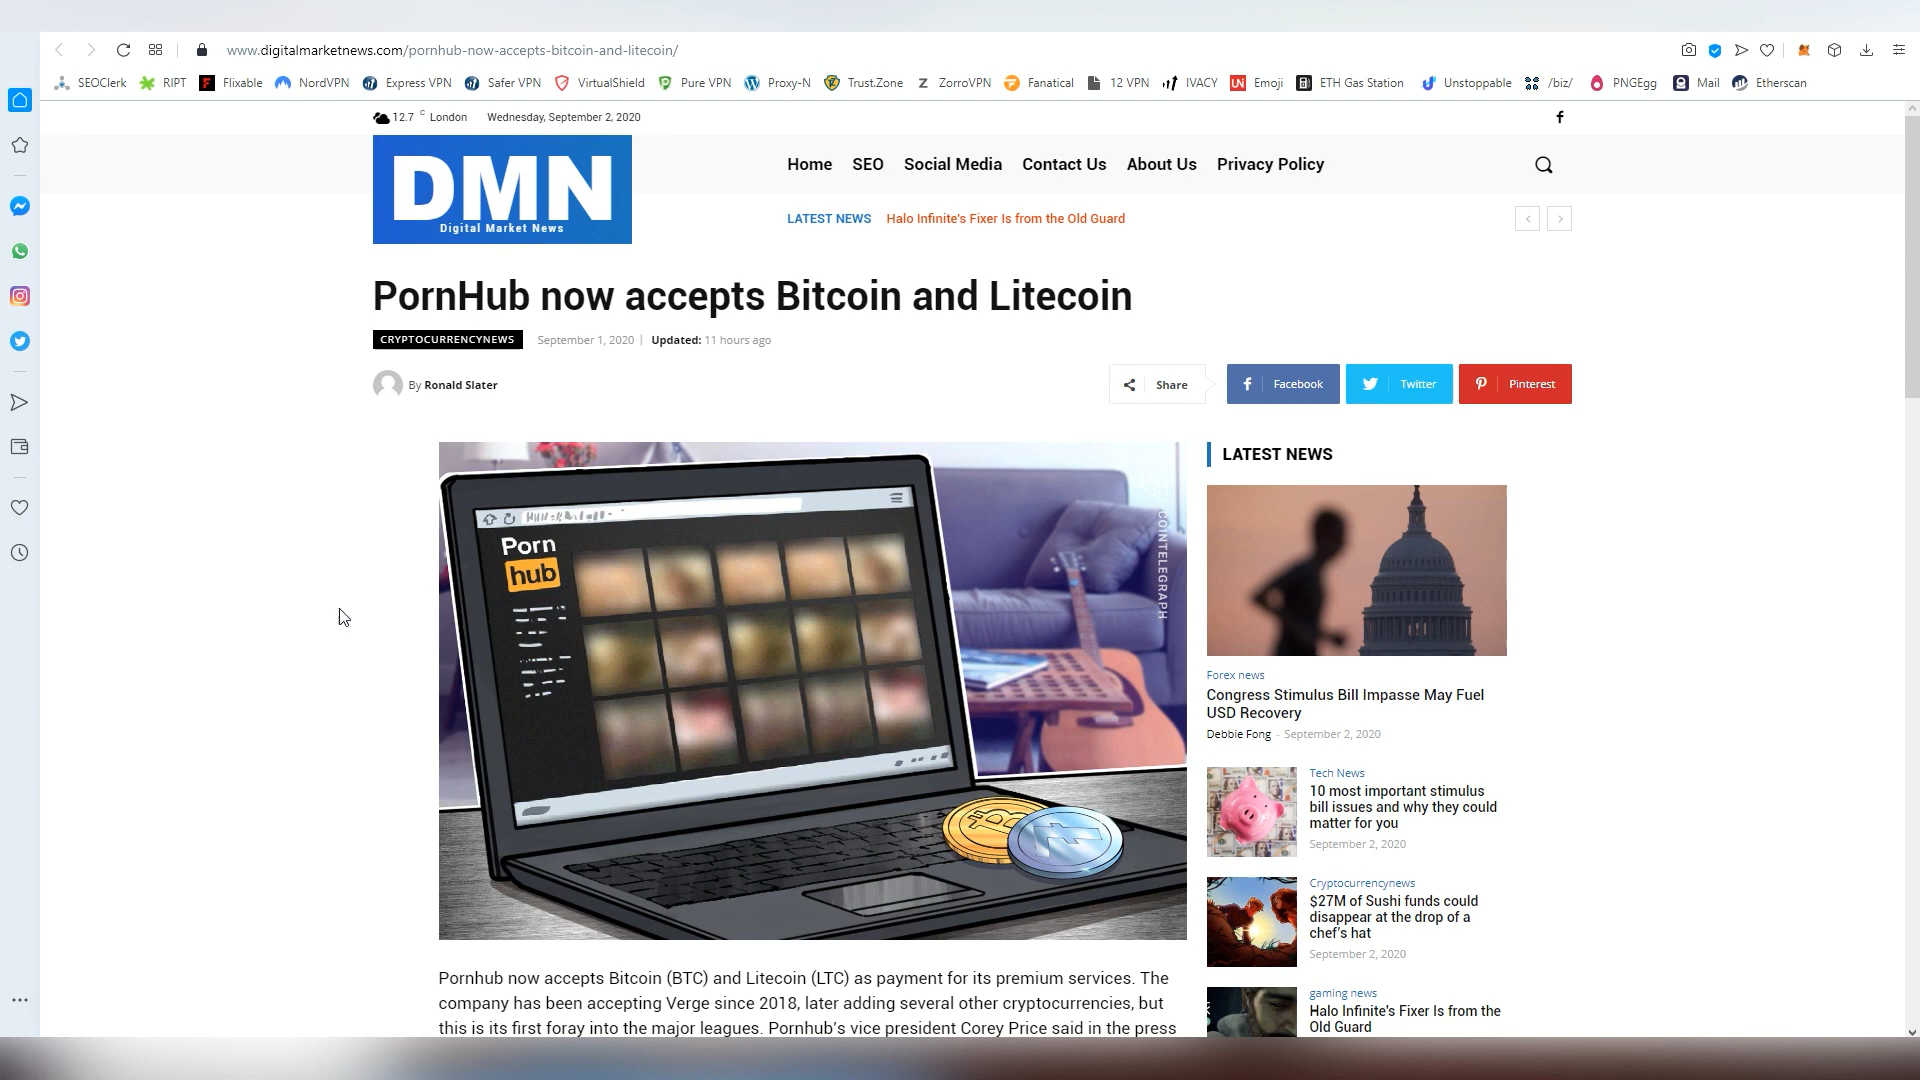 www.digitalmarketnews.com/pornhub-now-accepts-bitcoin-and-litecoin/
SEOClerk RIPT Flixable NordVPN Express VPN Safer VPN VirtualShield Pure VPN Proxy-N Trust.Zone ZorroVPN Fanatical 12 VPN IVACY Emoji ETH Gas Station Unstoppable /biz/ PNGEgg Mail Etherscan
12.7 C London Wednesday, September 2, 2020
DMN
Digital Market News
Home SEO Social Media Contact Us About Us Privacy Policy
LATEST NEWS Halo Infinite's Fixer Is from the Old Guard
PornHub now accepts Bitcoin and Litecoin
CRYPTOCURRENCYNEWS September 1, 2020 | Updated: 11 hours ago
By Ronald Slater
Share Facebook Twitter Pinterest
Porn
hub
COINTELEGRAPH
Pornhub now accepts Bitcoin (BTC) and Litecoin (LTC) as payment for its premium services. The
company has been accepting Verge since 2018, later adding several other cryptocurrencies, but
this is its first foray into the major leagues. Pornhub's vice president Corey Price said in the press
LATEST NEWS
Forex news
Congress Stimulus Bill Impasse May Fuel
USD Recovery
Debbie Fong - September 2, 2020
Tech News
10 most important stimulus
bill issues and why they could
matter for you
September 2, 2020
Cryptocurrencynews
$27M of Sushi funds could
disappear at the drop of a
chef's hat
September 2, 2020
gaming news
Halo Infinite's Fixer Is from the
Old Guard